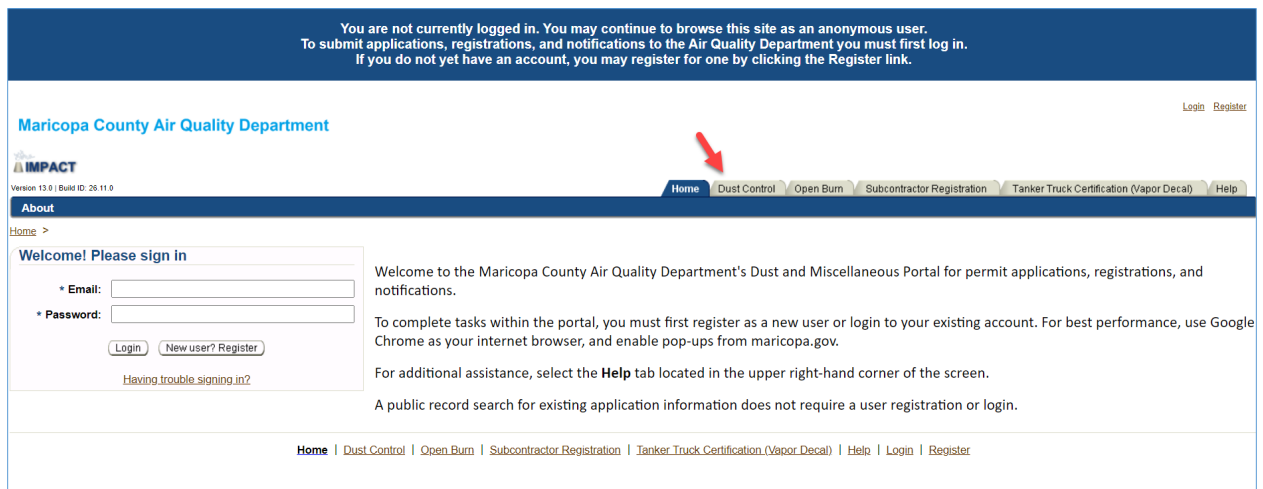 You are not currently logged in. You may continue to browse this site as an anonymous user.
To submit applications, registrations, and notifications to the Air Quality Department you must first log in.
If you do not yet have an account, you may register for one by clicking the Register link.
Login Register
Maricopa County Air Quality Department
IMPACT
Version 13.0 | Build ID: 26.11.0
Home Dust Control Open Burn Subcontractor Registration Tanker Truck Certification (Vapor Decal) Help
About
Home >
Welcome! Please sign in
* Email:
* Password:
Login New user? Register
Having trouble signing in?
Welcome to the Maricopa County Air Quality Department's Dust and Miscellaneous Portal for permit applications, registrations, and
notifications.
To complete tasks within the portal, you must first register as a new user or login to your existing account. For best performance, use Google
Chrome as your internet browser, and enable pop-ups from maricopa.gov.
For additional assistance, select the Help tab located in the upper right-hand corner of the screen.
A public record search for existing application information does not require a user registration or login.
Home | Dust Control | Open Burn | Subcontractor Registration | Tanker Truck Certification (Vapor Decal) | Help | Login | Register